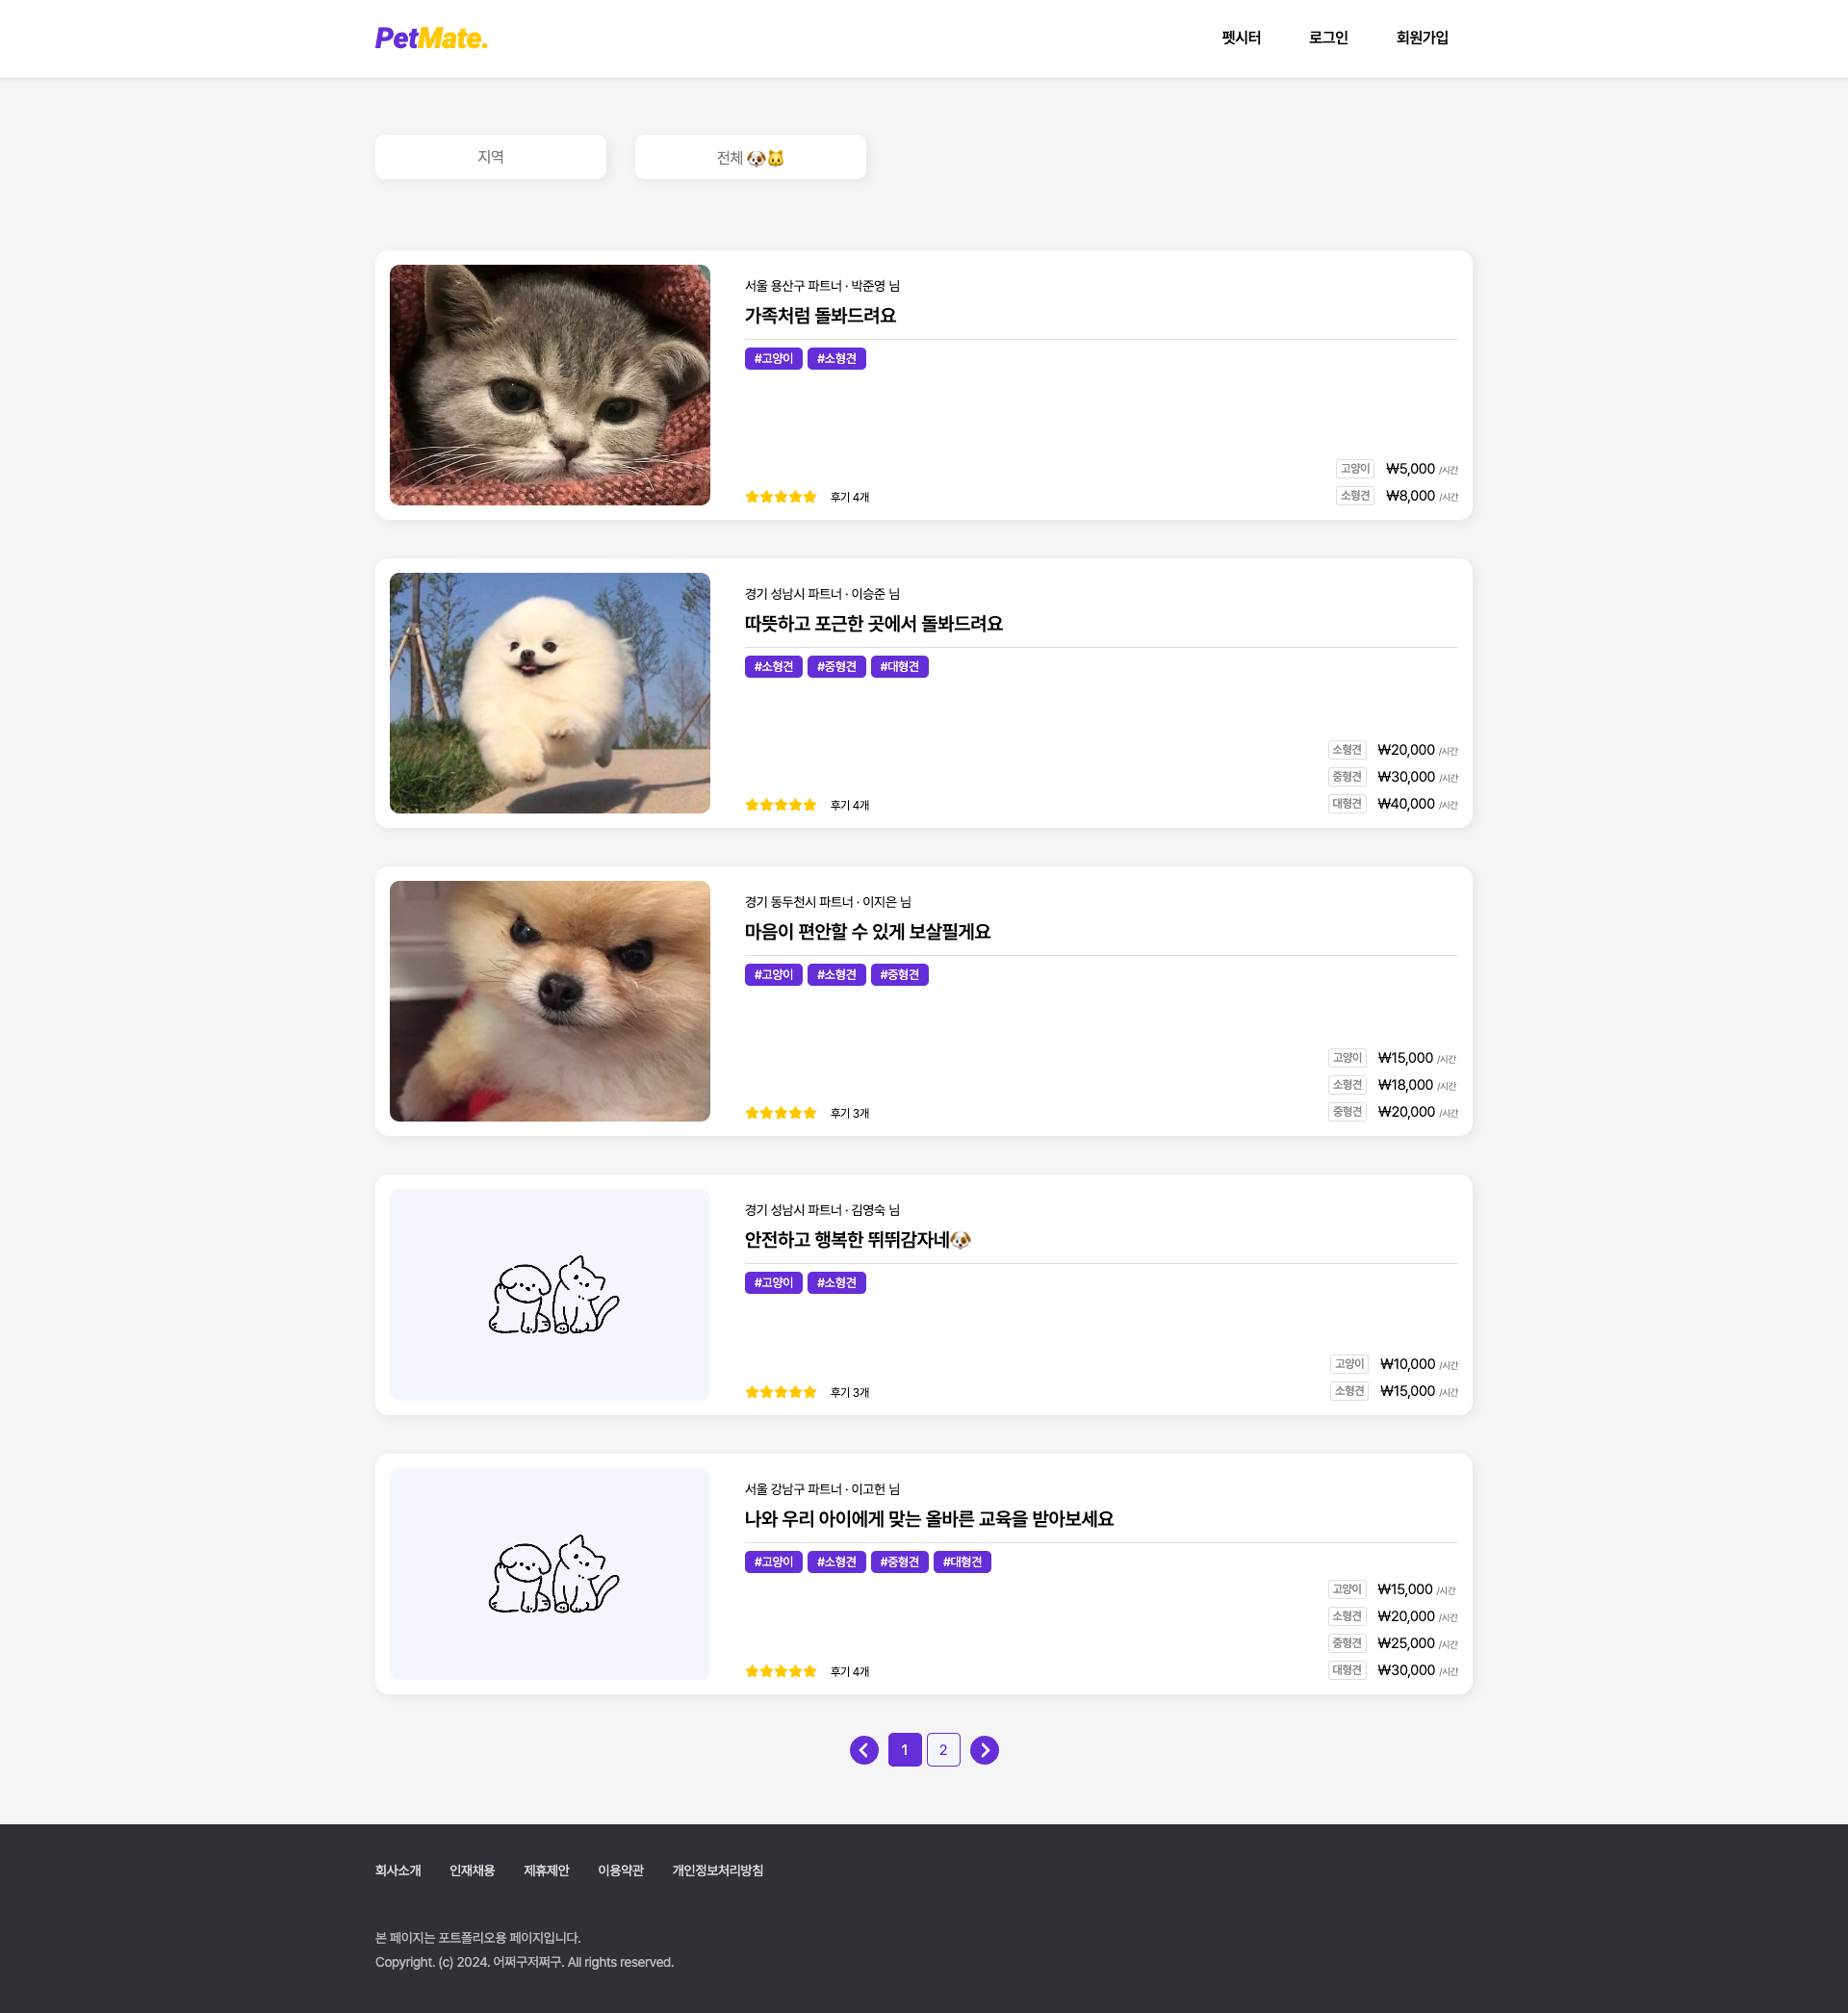 PetMate.
펫시터 로그인 회원가입
지역 전체 🐶🐱
서울 용산구 파트너 · 박준영 님
가족처럼 돌봐드려요
#고양이 #소형견
고양이 ₩5,000 /시간
소형견 ₩8,000 /시간
후기 4개
경기 성남시 파트너 · 이승준 님
따뜻하고 포근한 곳에서 돌봐드려요
#소형견 #중형견 #대형견
소형견 ₩20,000 /시간
중형견 ₩30,000 /시간
대형견 ₩40,000 /시간
후기 4개
경기 동두천시 파트너 · 이지은 님
마음이 편안할 수 있게 보살필게요
#고양이 #소형견 #중형견
고양이 ₩15,000 /시간
소형견 ₩18,000 /시간
중형견 ₩20,000 /시간
후기 3개
경기 성남시 파트너 · 김영숙 님
안전하고 행복한 뛰뛰감자네🐶
#고양이 #소형견
고양이 ₩10,000 /시간
소형견 ₩15,000 /시간
후기 3개
서울 강남구 파트너 · 이고헌 님
나와 우리 아이에게 맞는 올바른 교육을 받아보세요
#고양이 #소형견 #중형견 #대형견
고양이 ₩15,000 /시간
소형견 ₩20,000 /시간
중형견 ₩25,000 /시간
대형견 ₩30,000 /시간
후기 4개
1 2
회사소개 인재채용 제휴제안 이용약관 개인정보처리방침
본 페이지는 포트폴리오용 페이지입니다.
Copyright. (c) 2024. 어쩌구저쩌구. All rights reserved.